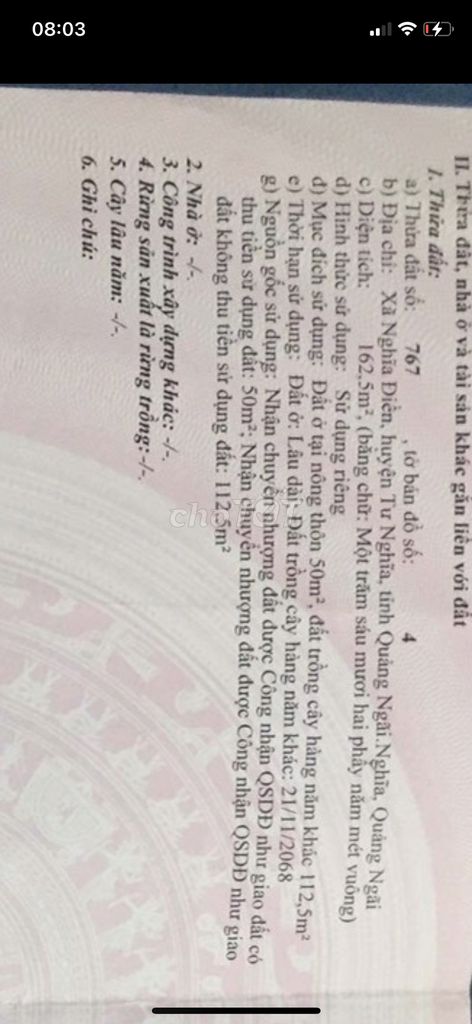 08:03
II. Thửa đất, nhà ở và tài sản khác gắn liền với đất
1. Thửa đất:
a) Thửa đất số: 767 , tờ bản đồ số: 4
b) Địa chỉ: Xã Nghĩa Điền, huyện Tư Nghĩa, tỉnh Quảng Ngãi.Nghĩa, Quảng Ngãi
c) Diện tích: 162,5m², (bằng chữ: Một trăm sáu mươi hai phẩy năm mét vuông)
d) Hình thức sử dụng: Sử dụng riêng
đ) Mục đích sử dụng: Đất ở tại nông thôn 50m², đất trồng cây hàng năm khác 112,5m²
e) Thời hạn sử dụng: Đất ở: Lâu dài; Đất trồng cây hàng năm khác: 21/11/2068
g) Nguồn gốc sử dụng: Nhận chuyển nhượng đất được Công nhận QSDĐ như giao đất có
thu tiền sử dụng đất: 50m²; Nhận chuyển nhượng đất được Công nhận QSDĐ như giao
đất không thu tiền sử dụng đất: 112,5m²
2. Nhà ở: -/-.
3. Công trình xây dựng khác: -/-.
4. Rừng sản xuất là rừng trồng: -/-.
5. Cây lâu năm: -/-.
6. Ghi chú:
chợTỐT